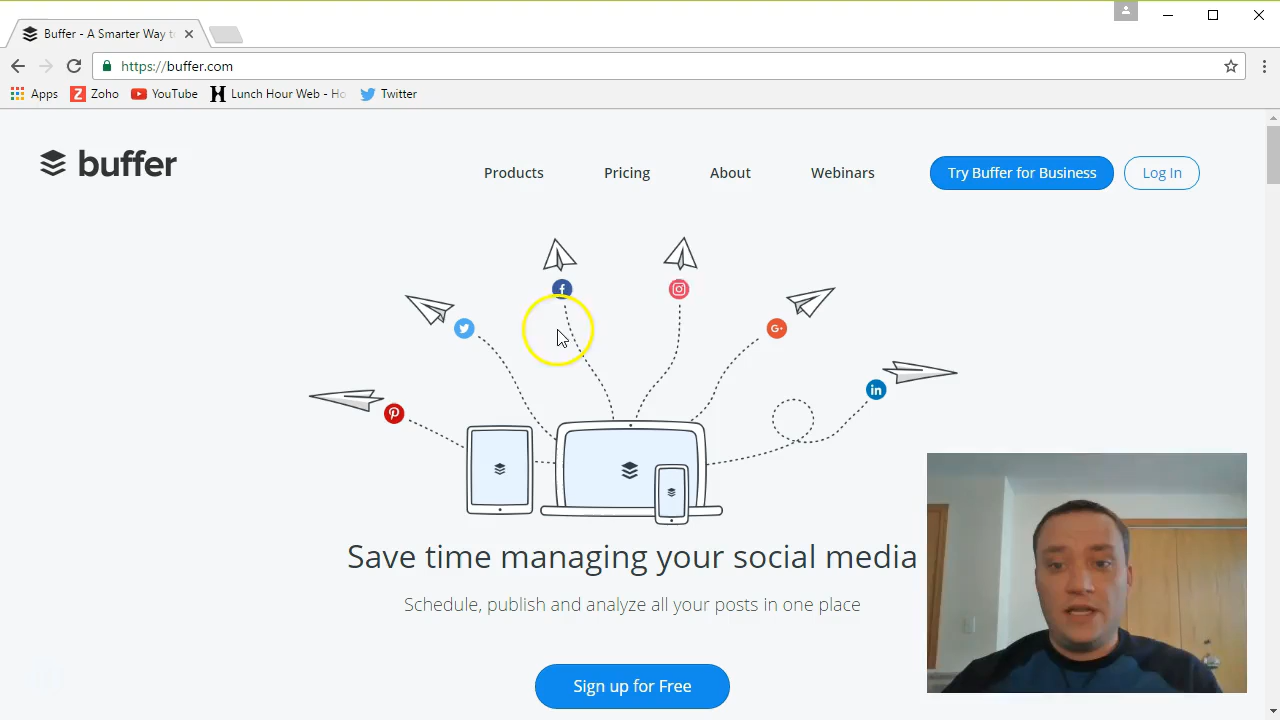 Buffer - A Smarter Way to
https://buffer.com
Apps Zoho YouTube Lunch Hour Web - Ho Twitter
buffer
Products Pricing About Webinars Try Buffer for Business Log In
Save time managing your social media
Schedule, publish and analyze all your posts in one place
Sign up for Free